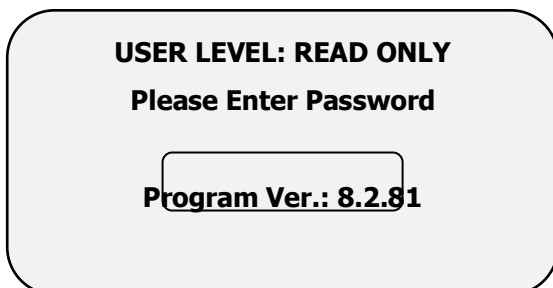 USER LEVEL: READ ONLY
Please Enter Password
Program Ver.: 8.2.81